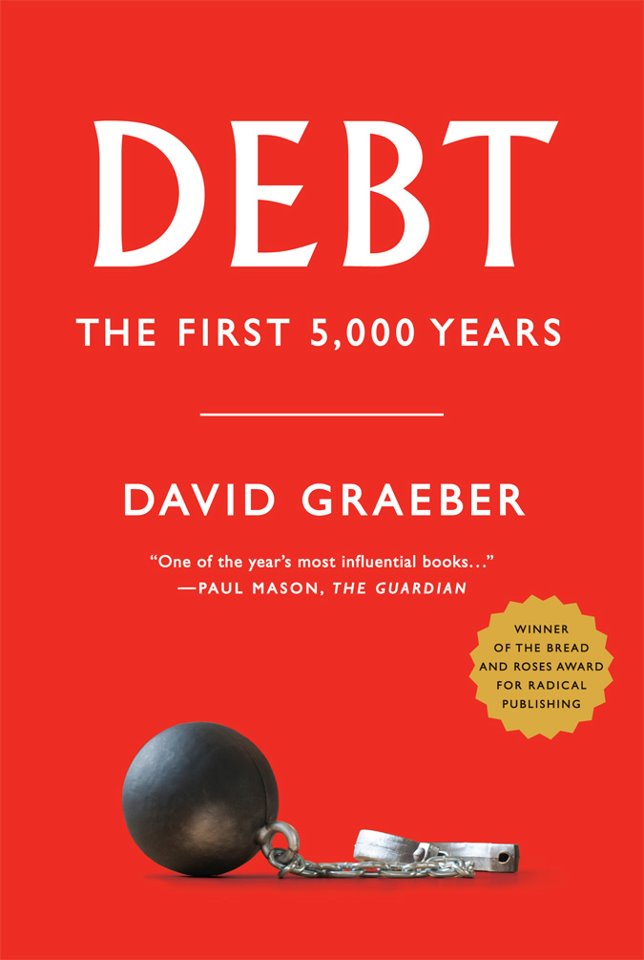 DEBT
THE FIRST 5,000 YEARS
DAVID GRAEBER
“One of the year’s most influential books…”
—PAUL MASON, THE GUARDIAN
WINNER
OF THE BREAD
AND ROSES AWARD
FOR RADICAL
PUBLISHING